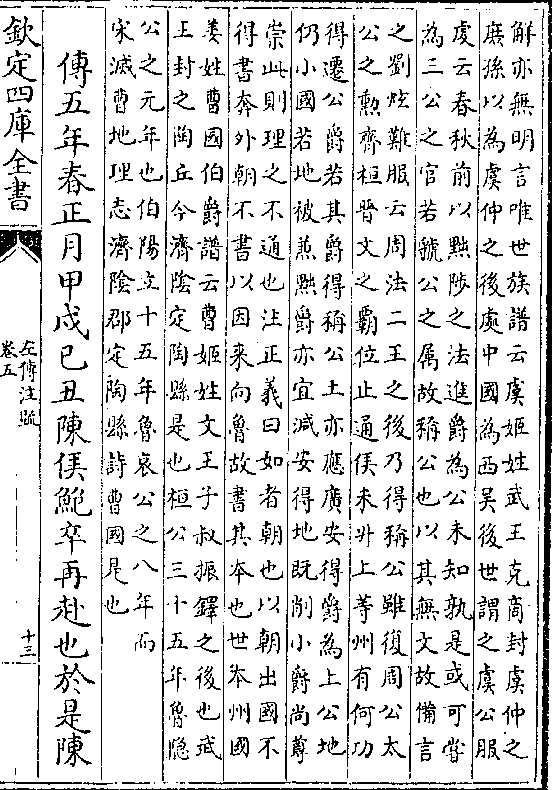 解亦無明言唯世族譜云虞姬姓武王克商封虞仲之
庶孫以為虞仲之後處中國為西吳後世謂之虞公服
虔云春秋前以黜陟之法進爵為公未知孰是或可嘗
為三公之官若虢公之屬故稱公也以其無文故備言
之劉炫難服云周法二王之後乃得稱公雖復周公太
公之勲齊桓晉文之霸位止通侯未升上等州有何功
得遷公爵若其爵得稱公土亦應廣安得爵為上公地
仍小國若地被兼黜爵亦宜減安得地既削小爵尚尊
崇此則理之不通也注正義曰如者朝也以朝出國不
得書奔外朝不書以因來向魯故書其本也世本州國
姜姓曹國伯爵譜云曹姬姓文王子叔振鐸之後也武
王封之陶丘今濟陰定陶縣是也桓公三十五年魯隠
公之元年也伯陽立十五年魯哀公之八年而
宋滅曹地理志濟隂郡定陶縣詩曹國是也
傳五年春正月甲戌已丑陳侯鮑卒再赴也於是陳
欽定四庫全書
左傳注疏
卷五
十三